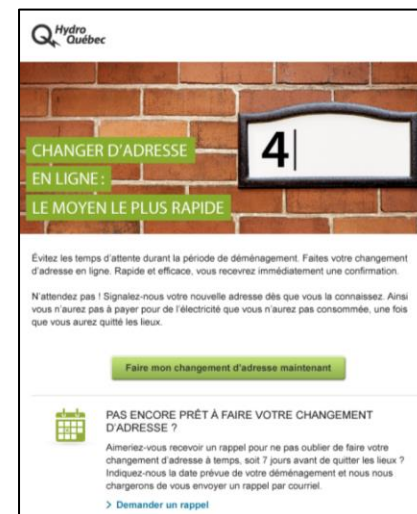 Hydro
Québec
CHANGER D'ADRESSE
EN LIGNE :
LE MOYEN LE PLUS RAPIDE
4
Évitez les temps d'attente durant la période de déménagement. Faites votre changement
d'adresse en ligne. Rapide et efficace, vous recevrez immédiatement une confirmation.
N'attendez pas ! Signalez-nous votre nouvelle adresse dès que vous la connaissez. Ainsi
vous n'aurez pas à payer pour de l'électricité que vous n'aurez pas consommée, une fois
que vous aurez quitté les lieux.
Faire mon changement d'adresse maintenant
PAS ENCORE PRÊT À FAIRE VOTRE CHANGEMENT
D'ADRESSE ?
Aimeriez-vous recevoir un rappel pour ne pas oublier de faire votre
changement d'adresse à temps, soit 7 jours avant de quitter les lieux ?
Indiquez-nous la date prévue de votre déménagement et nous nous
chargerons de vous envoyer un rappel par courriel.
> Demander un rappel